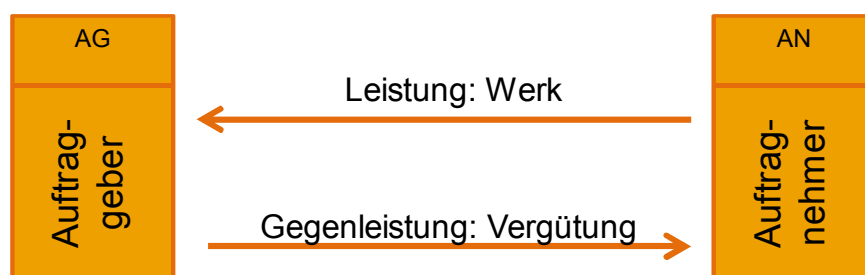 AG
AN
Leistung: Werk
Auftrag-
geber
Auftrag-
nehmer
Gegenleistung: Vergütung